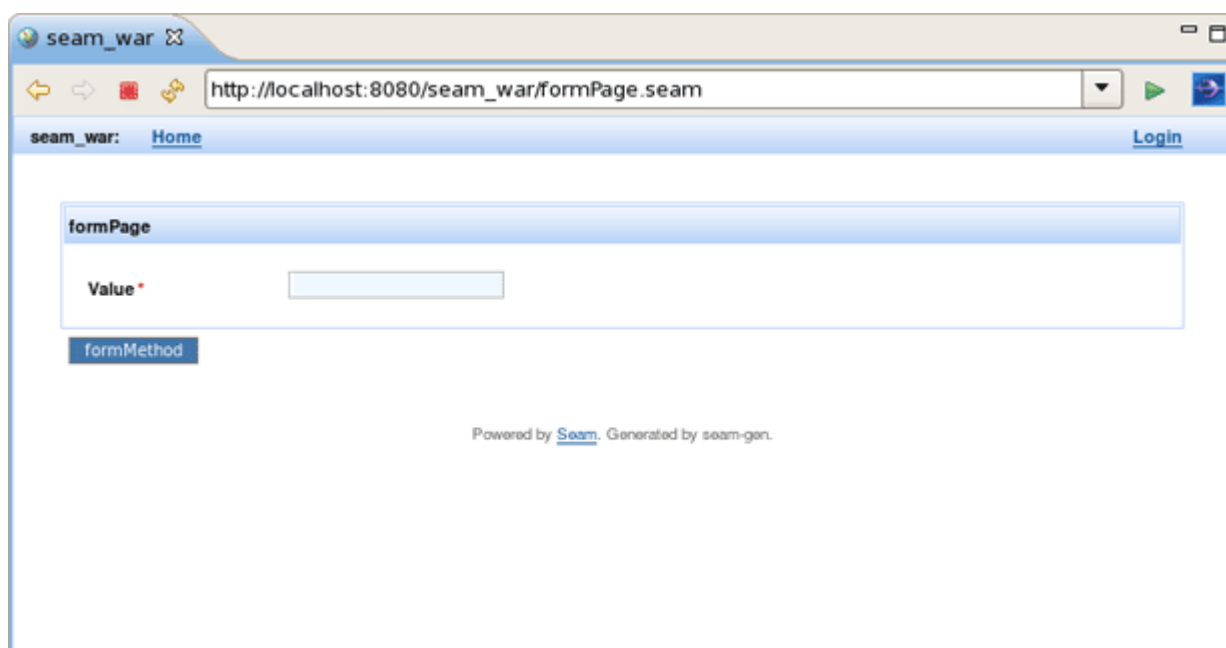 seam_war
http://localhost:8080/seam_war/formPage.seam
seam_war: Home Login
formPage
Value*
formMethod
Powered by Seam. Generated by seam-gen.